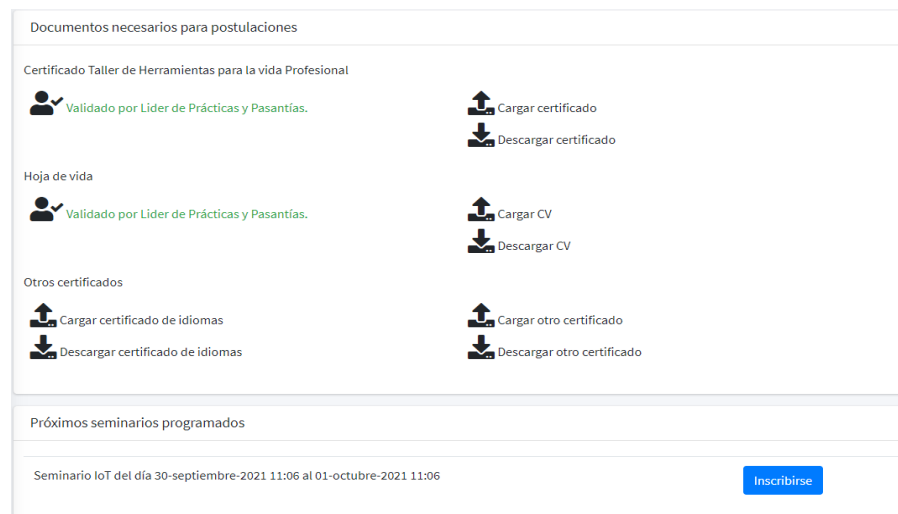 Documentos necesarios para postulaciones
Certificado Taller de Herramientas para la vida Profesional
Validado por Lider de Prácticas y Pasantías.
Cargar certificado
Descargar certificado
Hoja de vida
Validado por Lider de Prácticas y Pasantías.
Cargar CV
Descargar CV
Otros certificados
Cargar certificado de idiomas
Cargar otro certificado
Descargar certificado de idiomas
Descargar otro certificado
Próximos seminarios programados
Seminario IoT del día 30-septiembre-2021 11:06 al 01-octubre-2021 11:06
Inscribirse